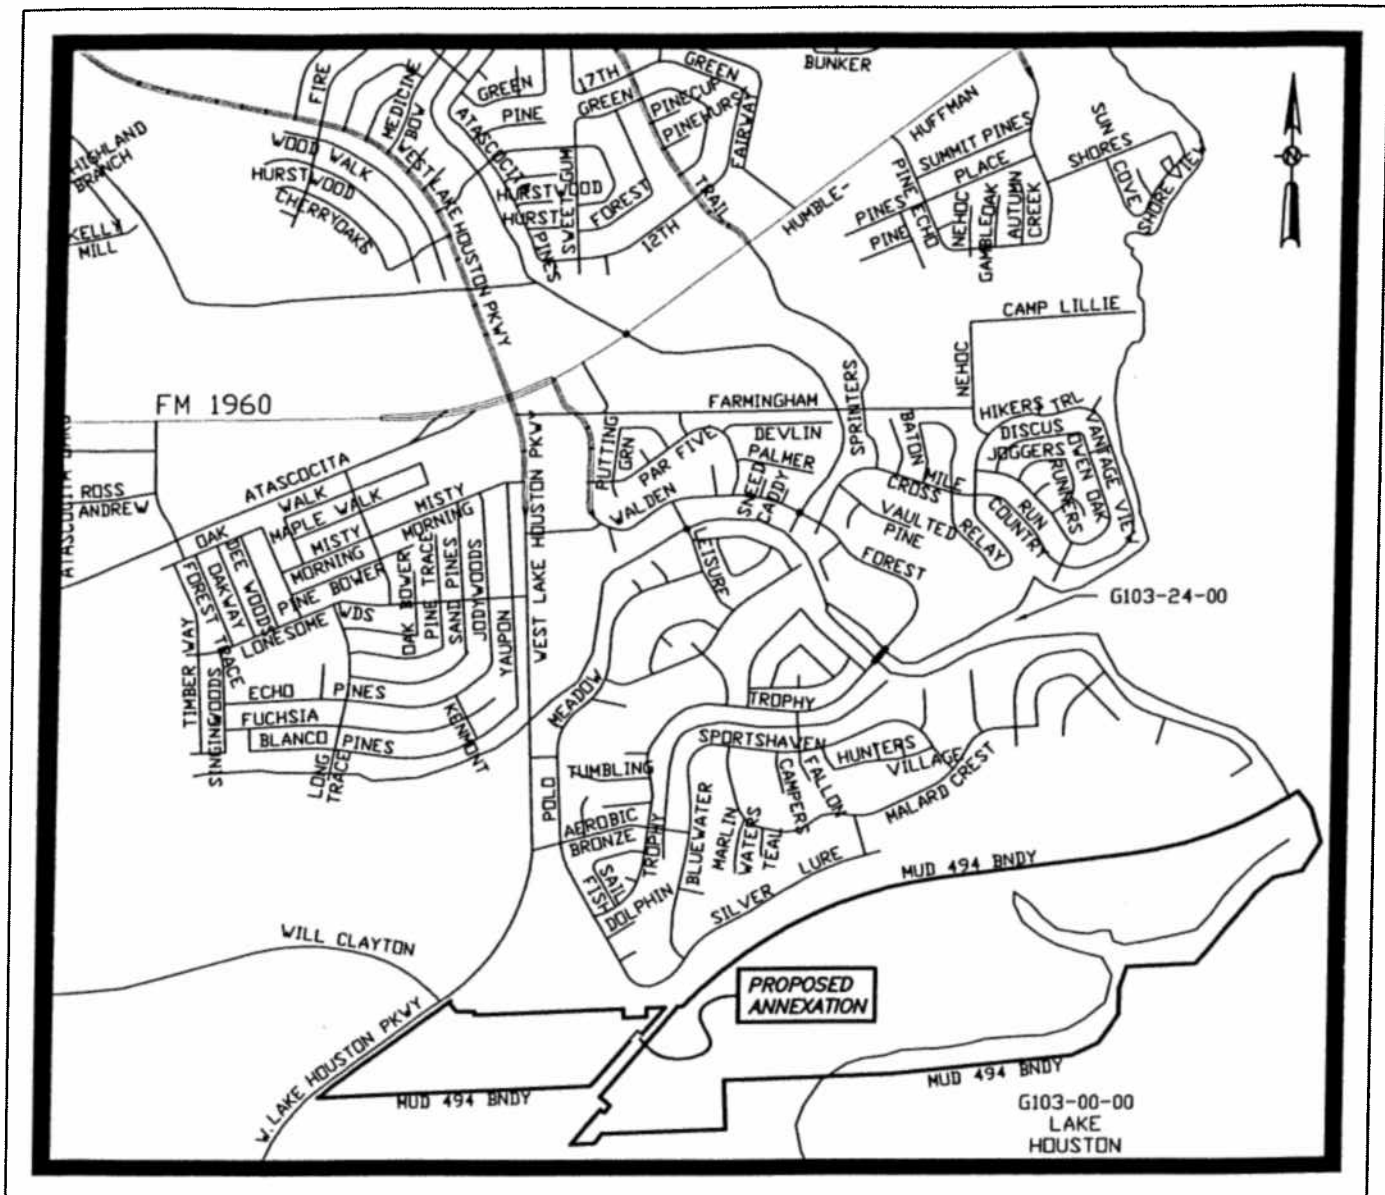 BUNKER
GREEN
17TH
GREEN
FIRE
MEDICINE
BOW
GREEN
PINE
ATASCOCITA
PINECUP
PINEHURST
FAIRWAY
HUFFMAN
HUMBLE-
SUMMIT PINES
PLACE
PINES
PINE
PINE ECHO
NEHOC
GAMBLEOAK
AUTUMN
CREEK
SUN
COVE
SHORES
SHORE VIEW
HIGHLAND
BRANCH
KELLY
MILL
WOOD WALK
HURSTWOOD
CHERRYOAKS
WEST LAKE HOUSTON PKWY
HURSTWOOD
HURST
PINES
SWEETGUM
FOREST
12TH
TRAIL
CAMP LILLIE
NEHOC
FM 1960
FARMINGHAM
SPRINTERS
HIKERS TRL
DISCUS
JOGGERS
OWEN OAK
RUNNERS
VANTAGE VIEW
BATON
MILE
CROSS
COUNTRY
RUN
VAULTED
PINE
RELAY
FOREST
DEVLIN
PALMER
SNEED
CADDY
PAR FIVE
PUTTING
GRN
WALDEN
LEISURE
ROSS
ANDREW
ATASCOCITA
OAK
WALK
MAPLE WALK
MISTY
MORNING
MISTY
MORNING
PINE BOWER
DEE WOODS
OAKWAY
FOREST TRACE
LONESOME WDS
OAK BOWER
PINE TRACE
SAND PINES
JODYWOODS
YAUPON
WEST LAKE HOUSTON PKWY
TIMBER WAY
SINGINGWOODS
ECHO PINES
FUCHSIA
BLANCO PINES
LONG
TRACE
KENMONT
MEADOW
G103-24-00
TROPHY
SPORTSHAVEN
HUNTERS
VILLAGE
MALARD CREST
FALLON
CAMPERS
TUMBLING
POLO
AEROBIC
BRONZE
TROPHY
SAIL
FISH
DOLPHIN
BLUEWATER
MARLIN
WATERS
TEAL
SILVER LURE
MUD 494 BNDY
WILL CLAYTON
PROPOSED
ANNEXATION
W. LAKE HOUSTON PKWY
MUD 494 BNDY
MUD 494 BNDY
G103-00-00
LAKE
HOUSTON